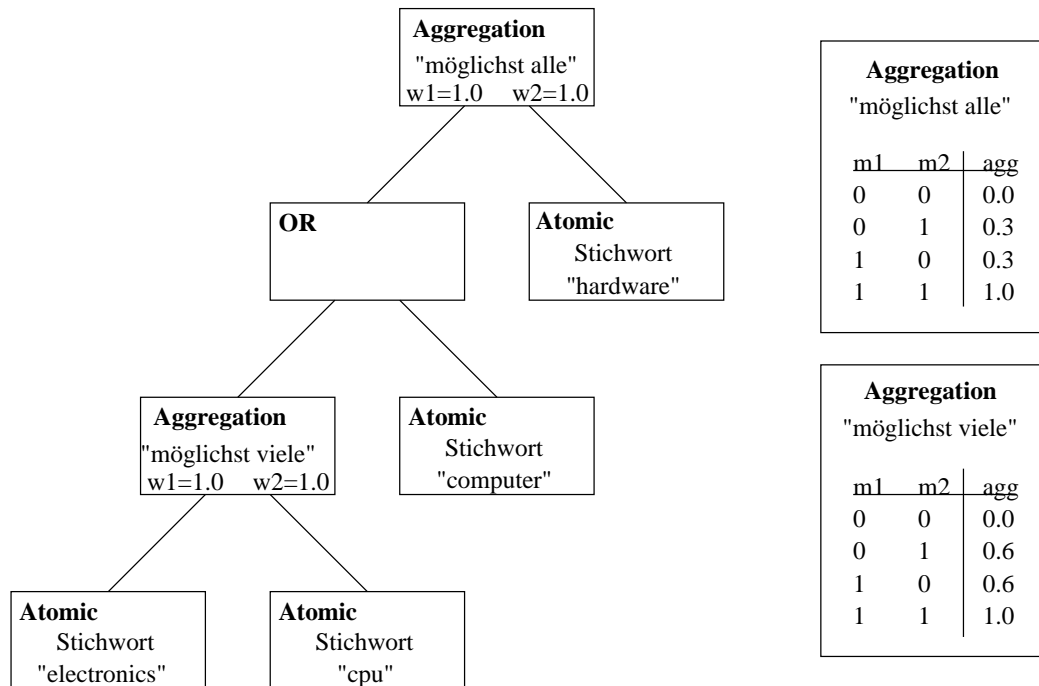 Aggregation
"möglichst alle"
w1=1.0 w2=1.0
OR
Atomic
Stichwort
"hardware"
Aggregation
"möglichst viele"
w1=1.0 w2=1.0
Atomic
Stichwort
"computer"
Atomic
Stichwort
"electronics"
Atomic
Stichwort
"cpu"
Aggregation
"möglichst alle"
m1 m2 agg
0 0 0.0
0 1 0.3
1 0 0.3
1 1 1.0
Aggregation
"möglichst viele"
m1 m2 agg
0 0 0.0
0 1 0.6
1 0 0.6
1 1 1.0